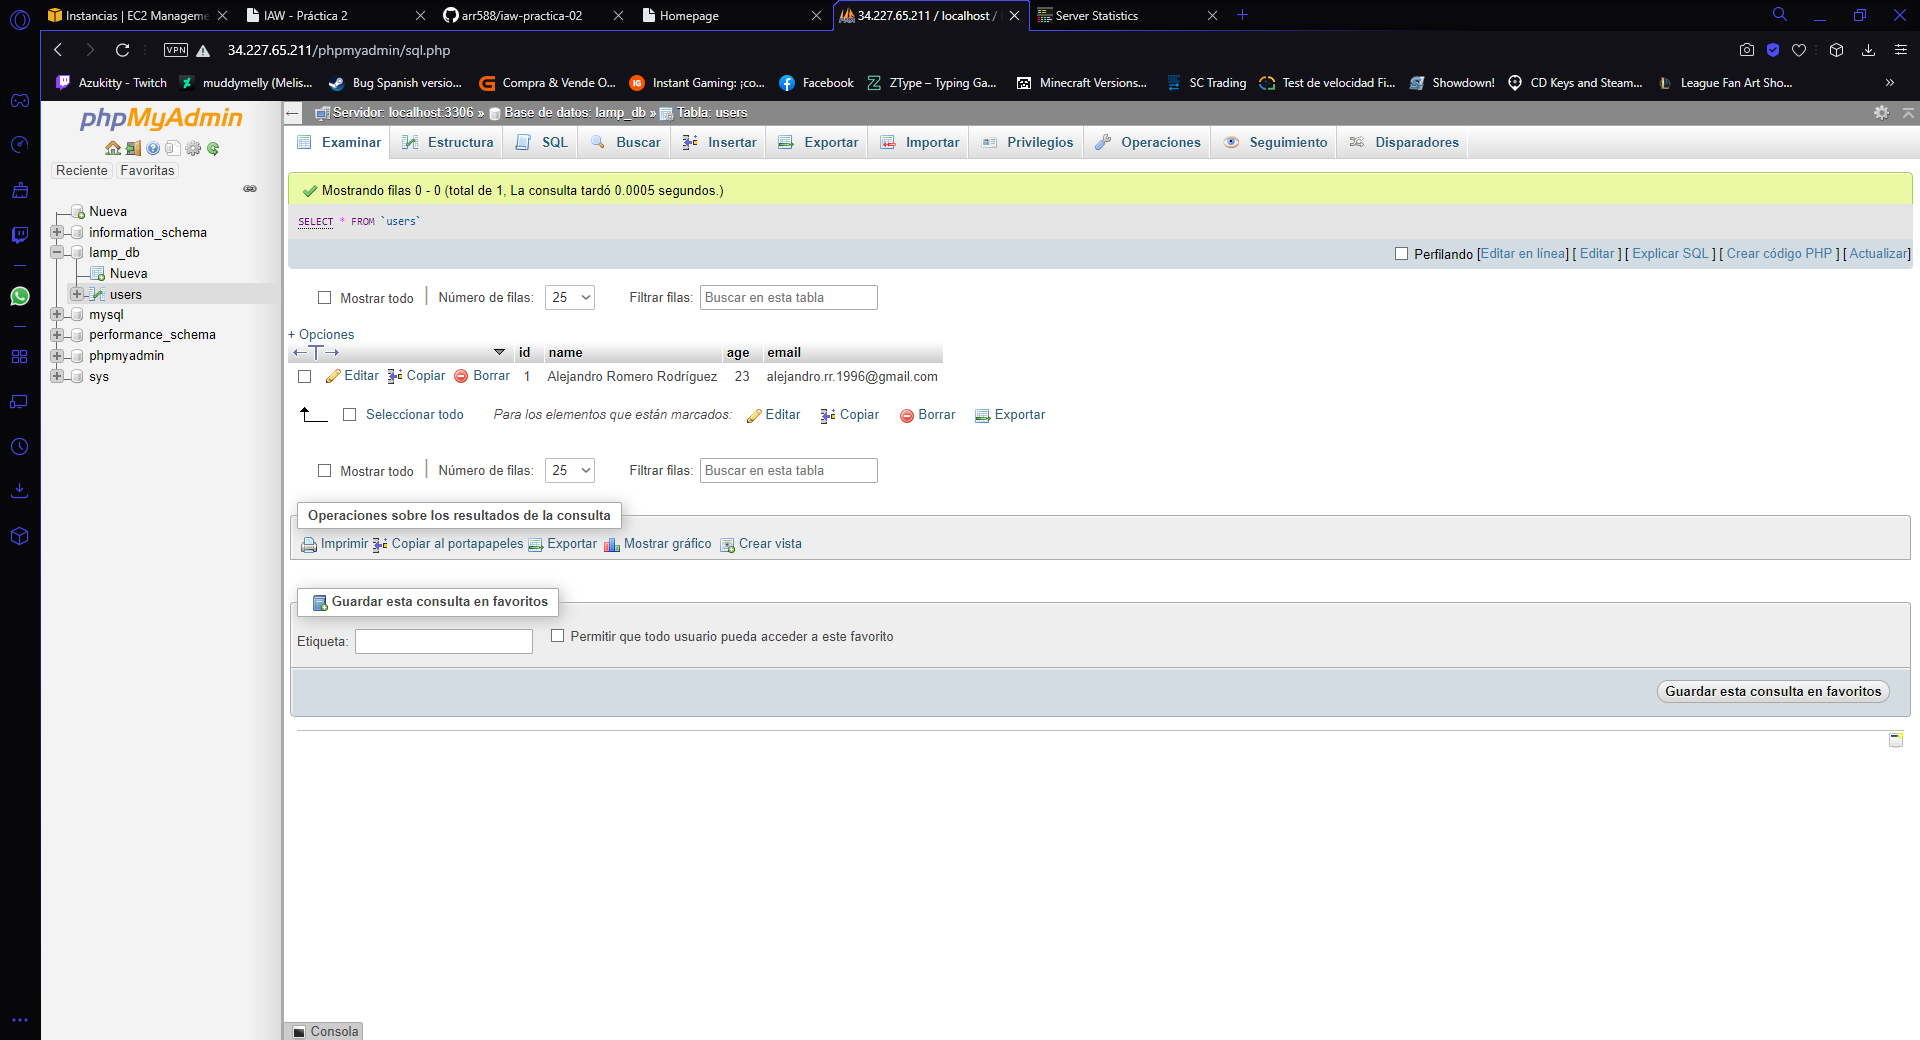 Instancias | EC2 Manageme
IAW - Práctica 2
arr588/iaw-practica-02
Homepage
34.227.65.211 / localhost /
Server Statistics
VPN
34.227.65.211/phpmyadmin/sql.php
Azukitty - Twitch
muddymelly (Melis...
Bug Spanish versio...
Compra & Vende O...
Instant Gaming: ¡co...
Facebook
ZType – Typing Ga...
Minecraft Versions...
SC Trading
Test de velocidad Fi...
Showdown!
CD Keys and Steam...
League Fan Art Sho...
phpMyAdmin
Reciente
Favoritas
Nueva
information_schema
lamp_db
Nueva
users
mysql
performance_schema
phpmyadmin
sys
Servidor: localhost:3306 » Base de datos: lamp_db » Tabla: users
Examinar
Estructura
SQL
Buscar
Insertar
Exportar
Importar
Privilegios
Operaciones
Seguimiento
Disparadores
Mostrando filas 0 - 0 (total de 1, La consulta tardó 0.0005 segundos.)
SELECT * FROM `users`
Perfilando [Editar en línea] [ Editar ] [ Explicar SQL ] [ Crear código PHP ] [ Actualizar]
Mostrar todo
Número de filas:
25
Filtrar filas:
Buscar en esta tabla
+ Opciones
id name age email
Editar Copiar Borrar 1 Alejandro Romero Rodríguez 23 alejandro.rr.1996@gmail.com
Seleccionar todo
Para los elementos que están marcados:
Editar
Copiar
Borrar
Exportar
Mostrar todo
Número de filas:
25
Filtrar filas:
Buscar en esta tabla
Operaciones sobre los resultados de la consulta
Imprimir
Copiar al portapapeles
Exportar
Mostrar gráfico
Crear vista
Guardar esta consulta en favoritos
Etiqueta:
Permitir que todo usuario pueda acceder a este favorito
Guardar esta consulta en favoritos
Consola